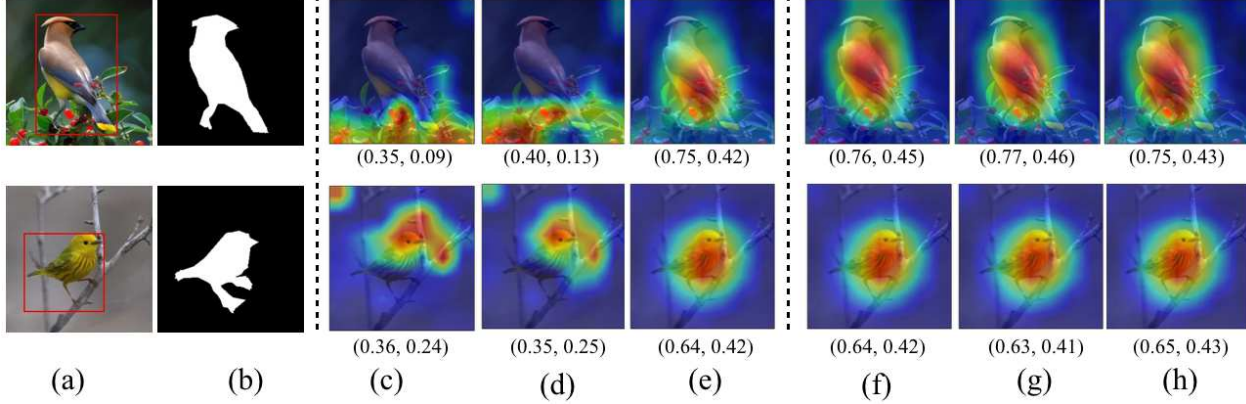 (0.35, 0.09) (0.40, 0.13) (0.75, 0.42) (0.76, 0.45) (0.77, 0.46) (0.75, 0.43)
(0.36, 0.24) (0.35, 0.25) (0.64, 0.42) (0.64, 0.42) (0.63, 0.41) (0.65, 0.43)
(a) (b) (c) (d) (e) (f) (g) (h)